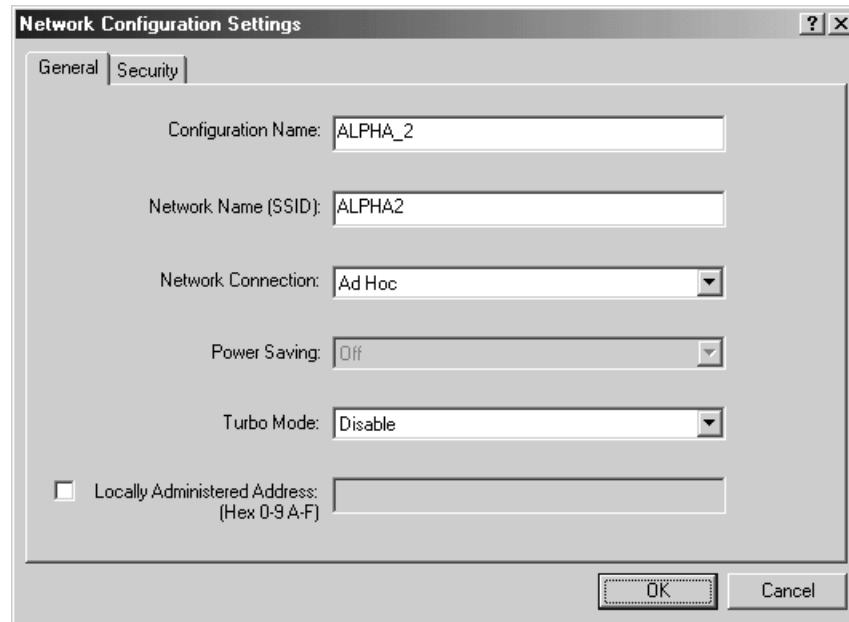 Network Configuration Settings
General Security
Configuration Name: ALPHA_2
Network Name (SSID): ALPHA2
Network Connection: Ad Hoc
Power Saving: Off
Turbo Mode: Disable
Locally Administered Address:
(Hex 0-9 A-F)
OK Cancel